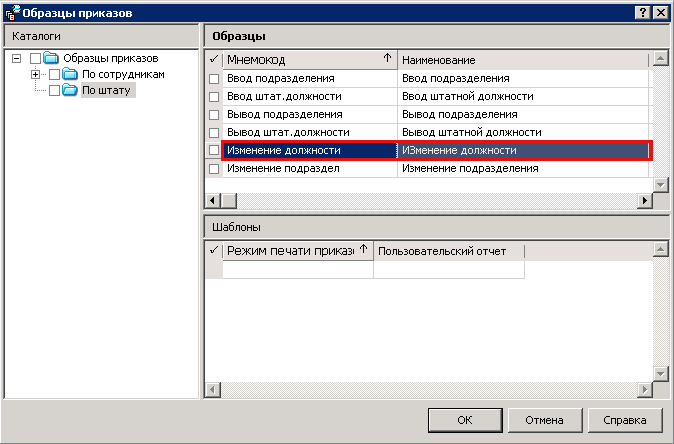 Образцы приказов
Каталоги
Образцы приказов
По сотрудникам
По штату
Образцы
Мнемокод Наименование
Ввод подразделения Ввод подразделения
Ввод штат.должности Ввод штатной должности
Вывод подразделения Вывод подразделения
Вывод штат.должности Вывод штатной должности
Изменение должности ИЗменение должности
Изменение подраздел Изменение подразделения
Шаблоны
Режим печати приказс Пользовательский отчет
ОК Отмена Справка